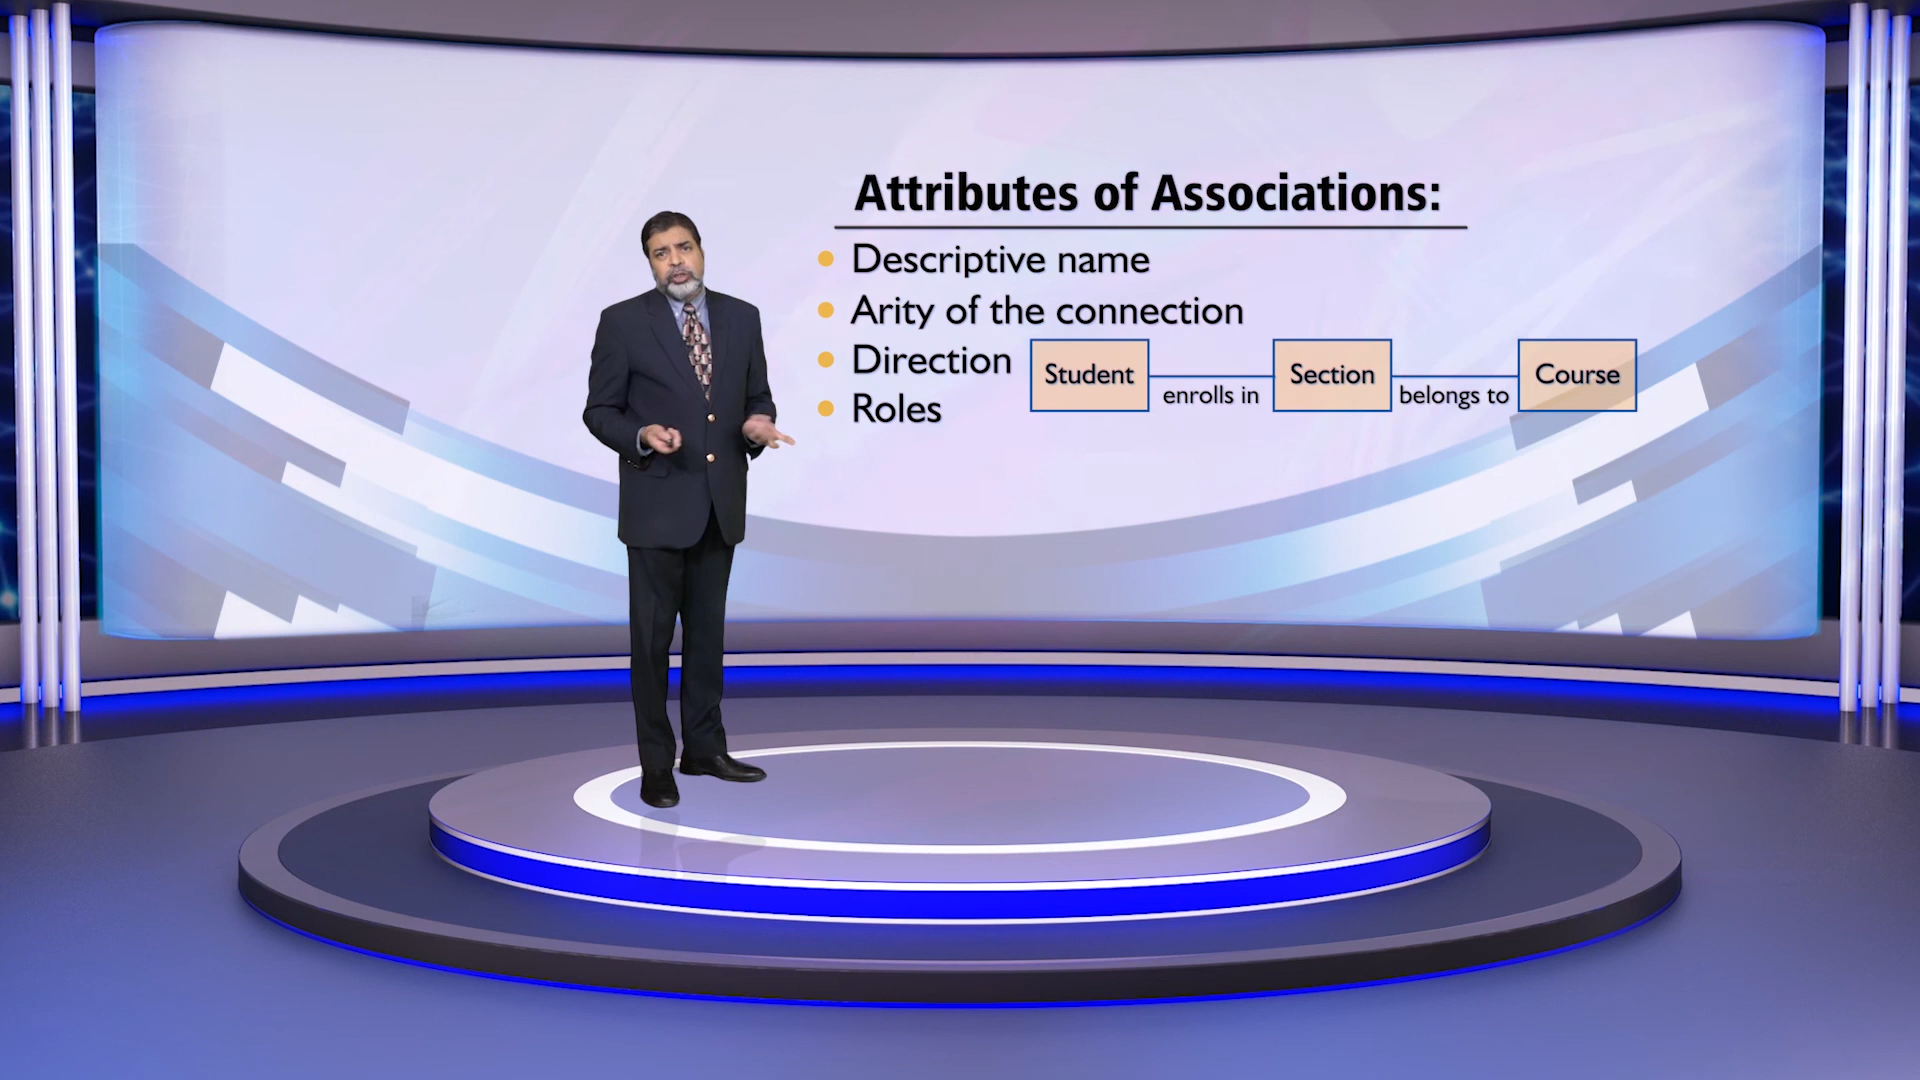 Attributes of Associations:
Descriptive name
Arity of the connection
Direction
Roles
Student enrolls in Section belongs to Course